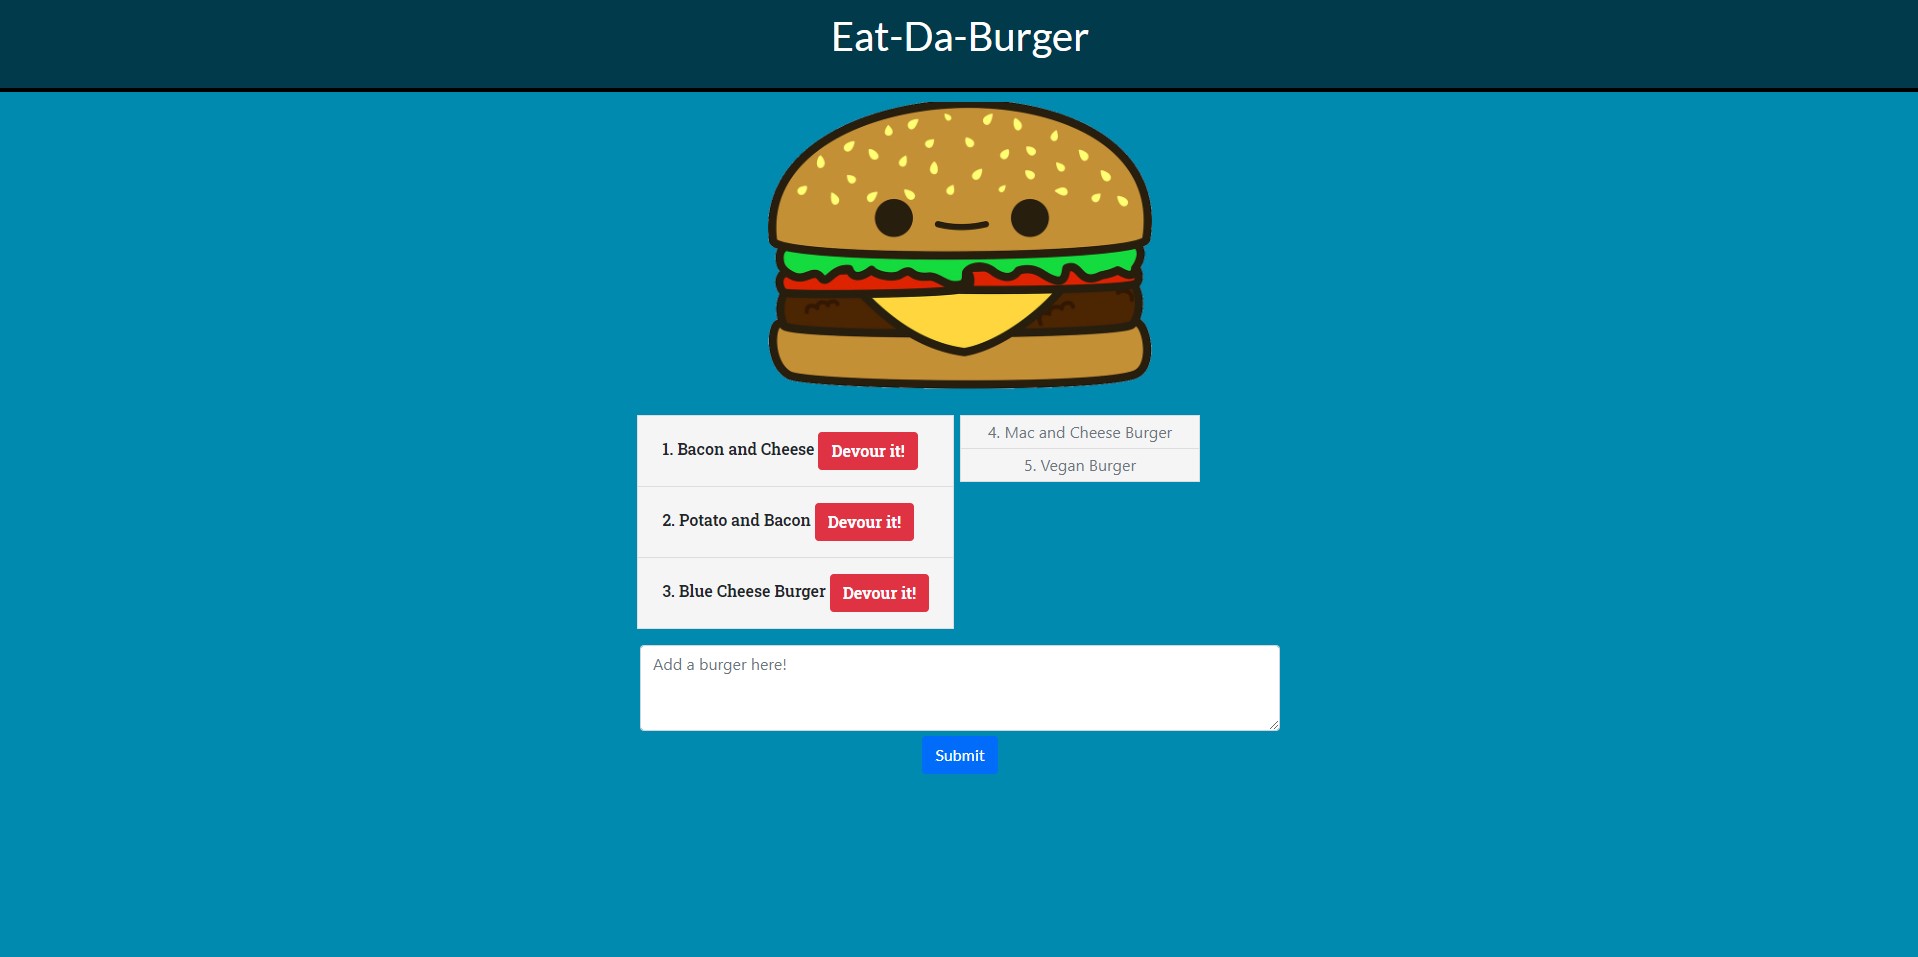 Eat-Da-Burger
1. Bacon and Cheese Devour it!
2. Potato and Bacon Devour it!
3. Blue Cheese Burger Devour it!
4. Mac and Cheese Burger
5. Vegan Burger
Add a burger here!
Submit